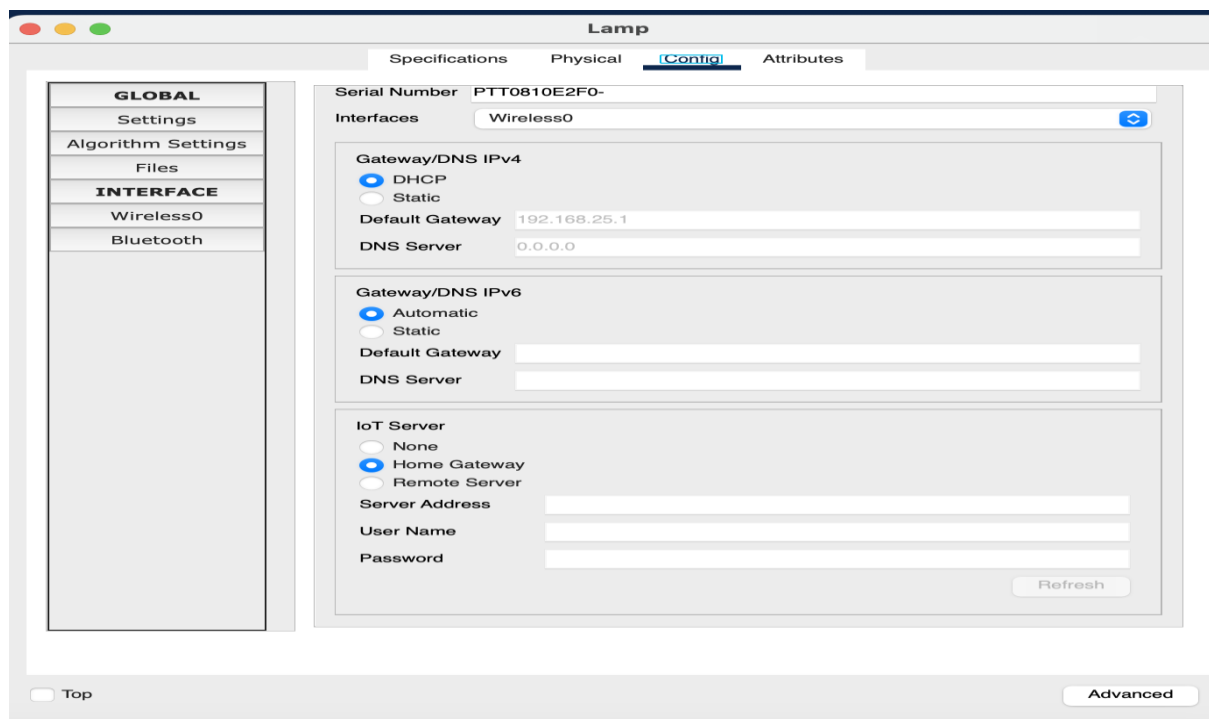 Lamp
Specifications Physical Config Attributes
GLOBAL
Settings
Algorithm Settings
Files
INTERFACE
Wireless0
Bluetooth
Serial Number PTT0810E2F0-
Interfaces Wireless0
Gateway/DNS IPv4
DHCP
Static
Default Gateway 192.168.25.1
DNS Server 0.0.0.0
Gateway/DNS IPv6
Automatic
Static
Default Gateway
DNS Server
IoT Server
None
Home Gateway
Remote Server
Server Address
User Name
Password
Refresh
Top
Advanced